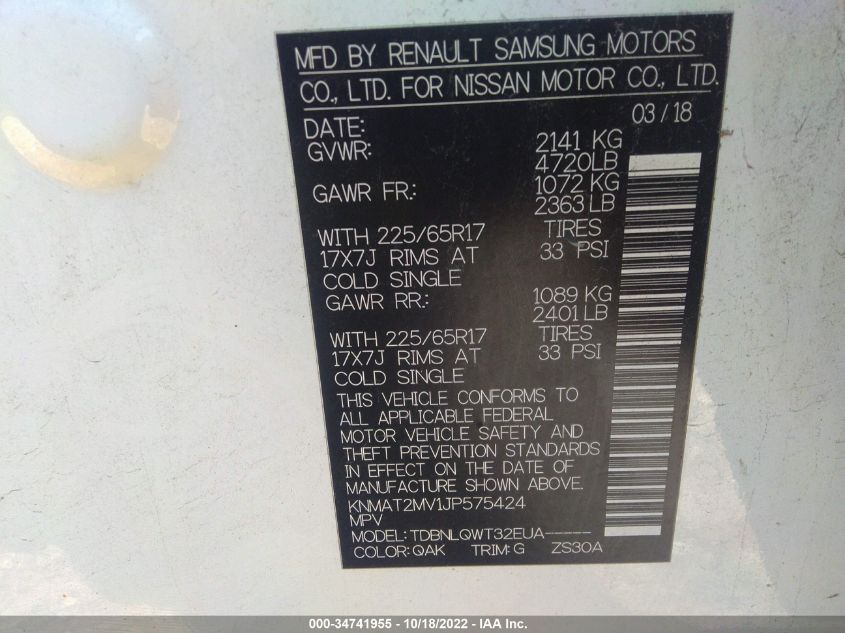 MFD BY RENAULT SAMSUNG MOTORS
CO., LTD. FOR NISSAN MOTOR CO., LTD.
DATE: 03 / 18
GVWR: 2141 KG
4720LB
GAWR FR.: 1072 KG
2363 LB
WITH 225/65R17 TIRES
17X7J RIMS AT 33 PSI
COLD SINGLE
GAWR RR.: 1089 KG
2401 LB
WITH 225/65R17 TIRES
17X7J RIMS AT 33 PSI
COLD SINGLE
THIS VEHICLE CONFORMS TO
ALL APPLICABLE FEDERAL
MOTOR VEHICLE SAFETY AND
THEFT PREVENTION STANDARDS
IN EFFECT ON THE DATE OF
MANUFACTURE SHOWN ABOVE.
KNMAT2MV1JP575424
MPV
MODEL: TDBNLQWT32EUA-----
COLOR: QAK TRIM: G ZS30A
000-34741955 - 10/18/2022 - IAA Inc.